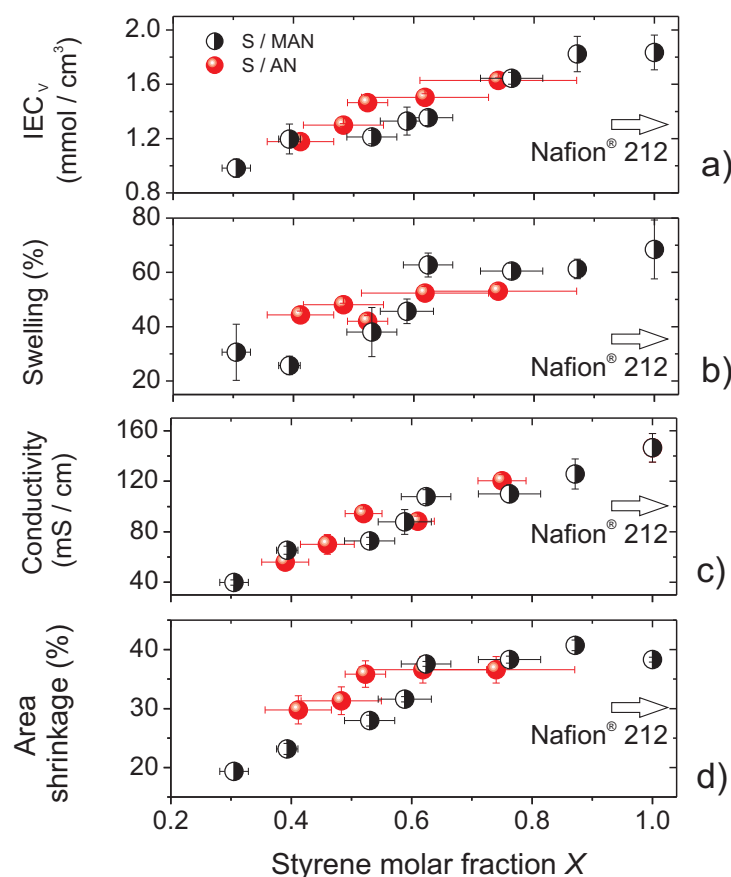 2.0
1.6
1.2
0.8
IEC_V
(mmol / cm³)
S / MAN
S / AN
Nafion® 212
a)
80
60
40
20
Swelling (%)
Nafion® 212
b)
160
120
80
40
Conductivity
(mS / cm)
Nafion® 212
c)
40
30
20
Area
shrinkage (%)
Nafion® 212
d)
0.2 0.4 0.6 0.8 1.0
Styrene molar fraction X